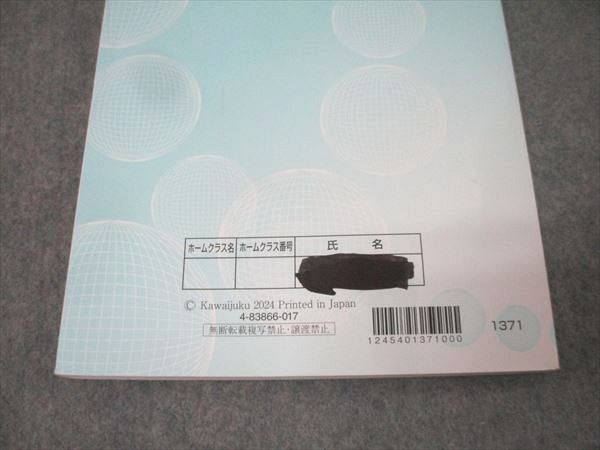 ホームクラス名 ホームクラス番号 氏 名
© Kawaijuku 2024 Printed in Japan
4-83866-017
無断転載複写禁止・譲渡禁止
1245401371000
1371